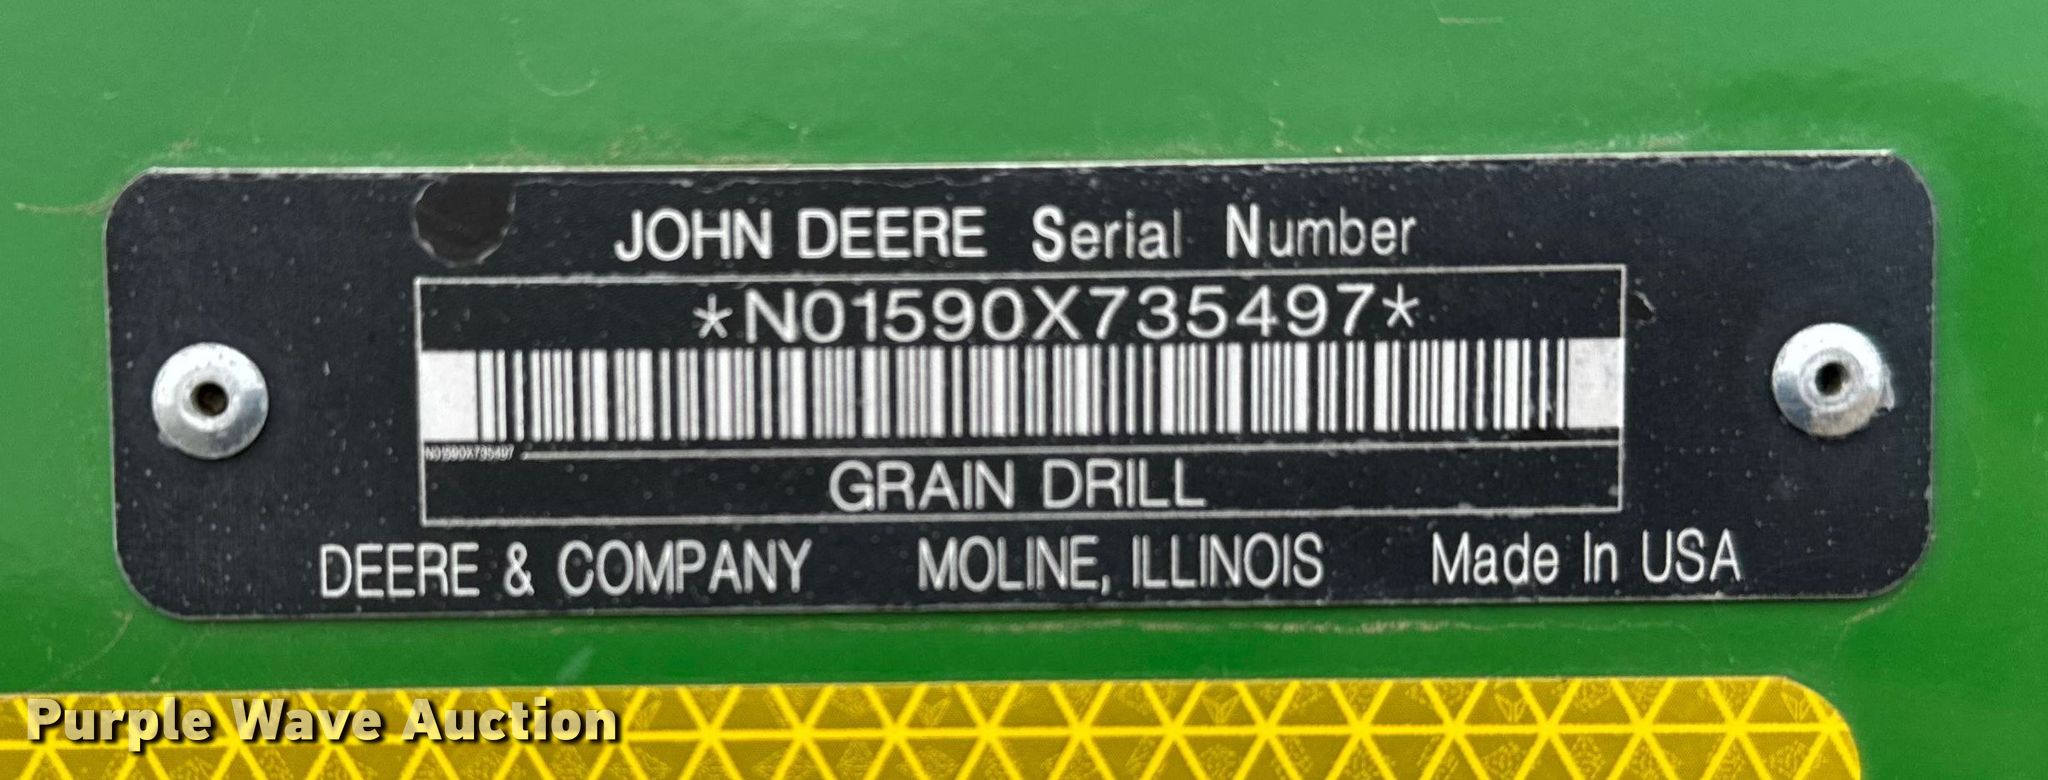 JOHN DEERE Serial Number
*N01590X735497*
N01590X735497
GRAIN DRILL
DEERE & COMPANY MOLINE, ILLINOIS Made In USA
Purple Wave Auction